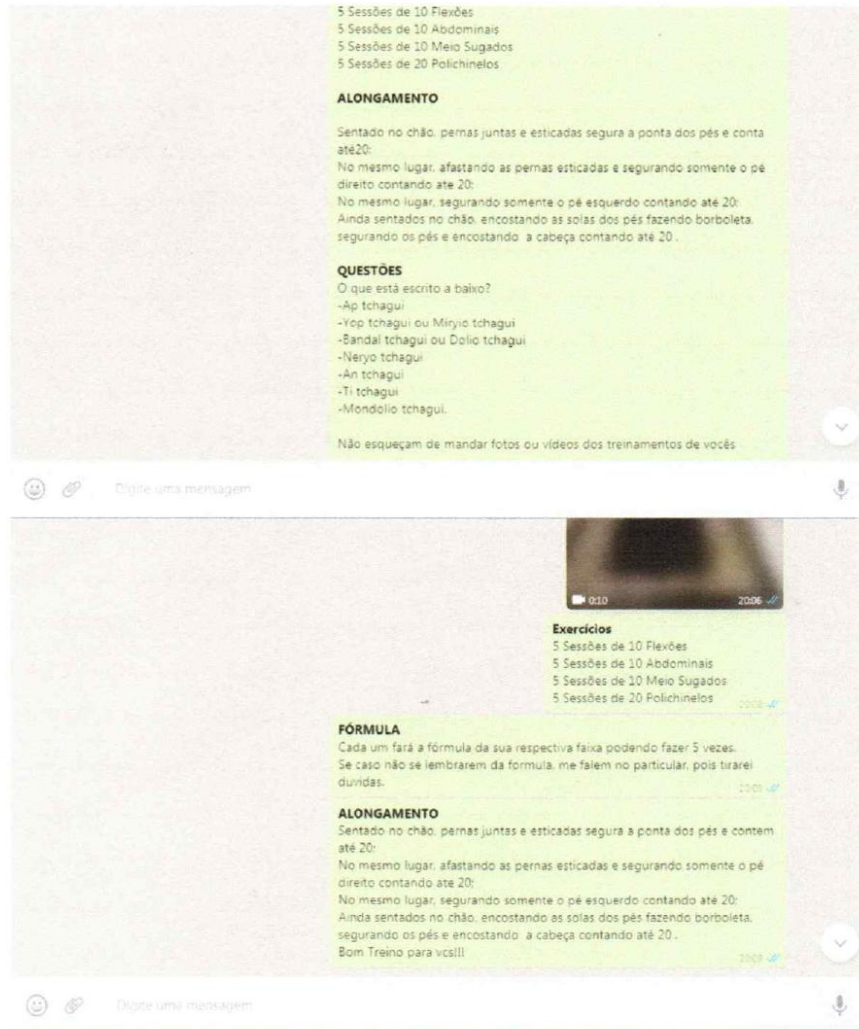 5 Sessões de 10 Flexões
5 Sessões de 10 Abdominais
5 Sessões de 10 Meio Sugados
5 Sessões de 20 Polichinelos
ALONGAMENTO
Sentado no chão, pernas juntas e esticadas segura a ponta dos pés e conta
até20;
No mesmo lugar, afastando as pernas esticadas e segurando somente o pé
direito contando ate 20;
No mesmo lugar, segurando somente o pé esquerdo contando até 20;
Ainda sentados no chão, encostando as solas dos pés fazendo borboleta,
segurando os pés e encostando a cabeça contando até 20 .
QUESTÕES
O que está escrito a baixo?
-Ap tchagui
-Yop tchagui ou Miryio tchagui
-Bandal tchagui ou Dolio tchagui
-Neryo tchagui
-An tchagui
-Ti tchagui
-Mondolio tchagui.
Não esqueçam de mandar fotos ou vídeos dos treinamentos de vocês
Digite uma mensagem
0:10 20:06
Exercícios
5 Sessões de 10 Flexões
5 Sessões de 10 Abdominais
5 Sessões de 10 Meio Sugados
5 Sessões de 20 Polichinelos
FÓRMULA
Cada um fará a fórmula da sua respectiva faixa podendo fazer 5 vezes.
Se caso não se lembrarem da formula, me falem no particular, pois tirarei
duvidas.
ALONGAMENTO
Sentado no chão, pernas juntas e esticadas segura a ponta dos pés e contem
até 20;
No mesmo lugar, afastando as pernas esticadas e segurando somente o pé
direito contando ate 20;
No mesmo lugar, segurando somente o pé esquerdo contando até 20;
Ainda sentados no chão, encostando as solas dos pés fazendo borboleta,
segurando os pés e encostando a cabeça contando até 20 .
Bom Treino para vcs!!!
Digite uma mensagem